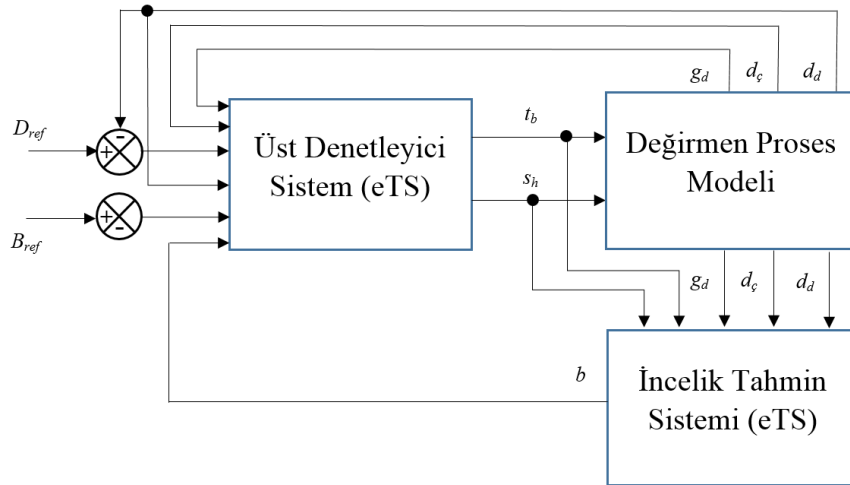 g_d d_ç d_d
D_ref
-
+
Üst Denetleyici
Sistem (eTS)
t_b
s_h
Değirmen Proses
Modeli
+
-
B_ref
g_d d_ç d_d
b
İncelik Tahmin
Sistemi (eTS)